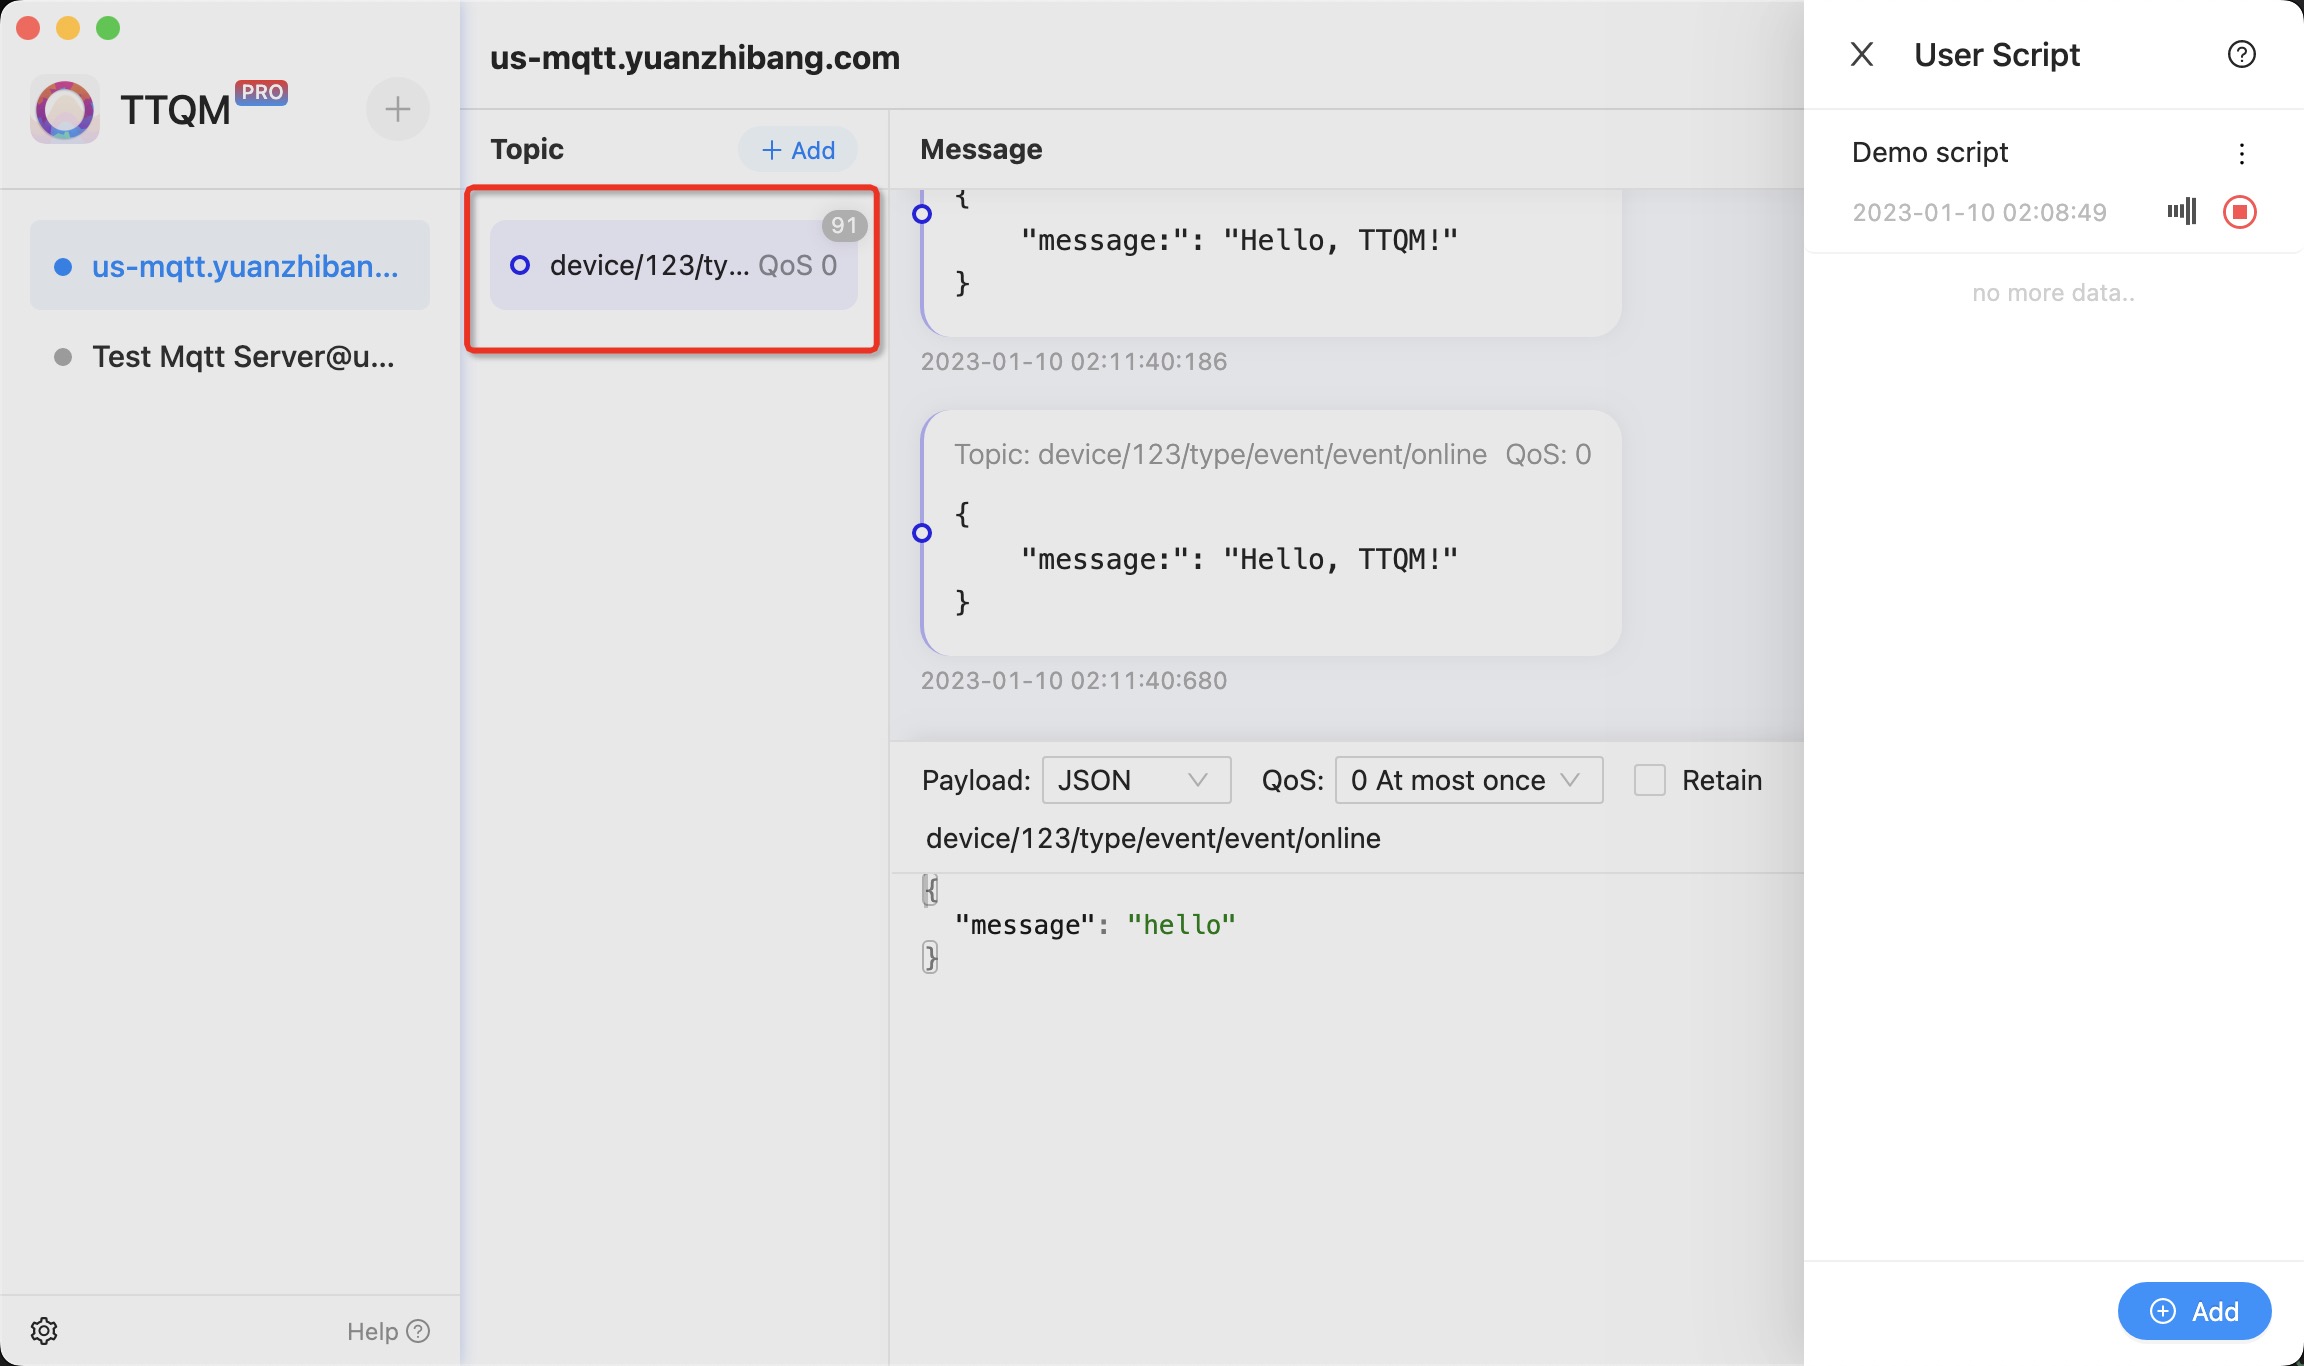 TTQM PRO
us-mqtt.yuanzhiban...
Test Mqtt Server@u...
Help
us-mqtt.yuanzhibang.com
Topic
Add
91
device/123/ty... QoS 0
Message
{
"message:": "Hello, TTQM!"
}
2023-01-10 02:11:40:186
Topic: device/123/type/event/event/online QoS: 0
{
"message:": "Hello, TTQM!"
}
2023-01-10 02:11:40:680
Payload: JSON QoS: 0 At most once Retain
device/123/type/event/event/online
{
"message": "hello"
}
User Script
Demo script
2023-01-10 02:08:49
no more data..
Add